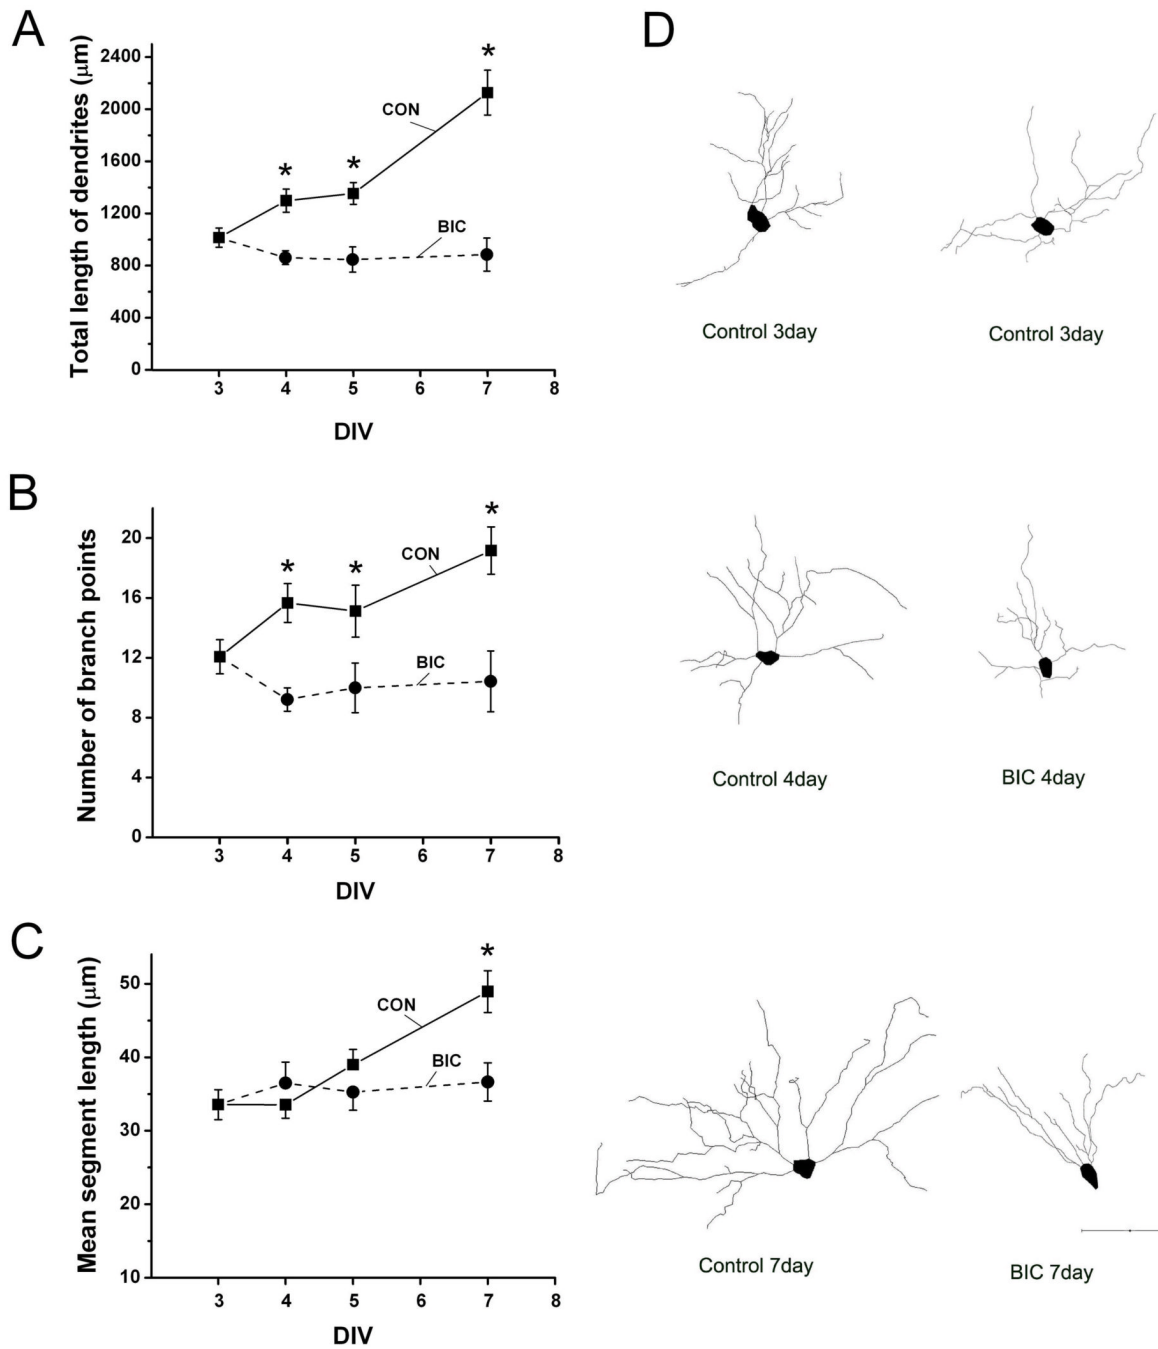 A
Total length of dendrites (μm)
2400
2000
1600
1200
800
400
0
*
*
*
CON
BIC
3 4 5 6 7 8
DIV
B
Number of branch points
20
16
12
8
4
0
*
*
*
CON
BIC
3 4 5 6 7 8
DIV
C
Mean segment length (μm)
50
40
30
20
10
*
CON
BIC
3 4 5 6 7 8
DIV
D
Control 3day
Control 3day
Control 4day
BIC 4day
Control 7day
BIC 7day